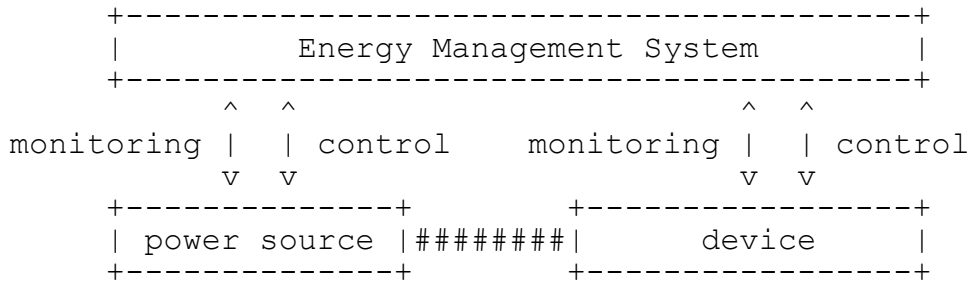 Energy Management System
monitoring | | control monitoring | | control
power source |########| device